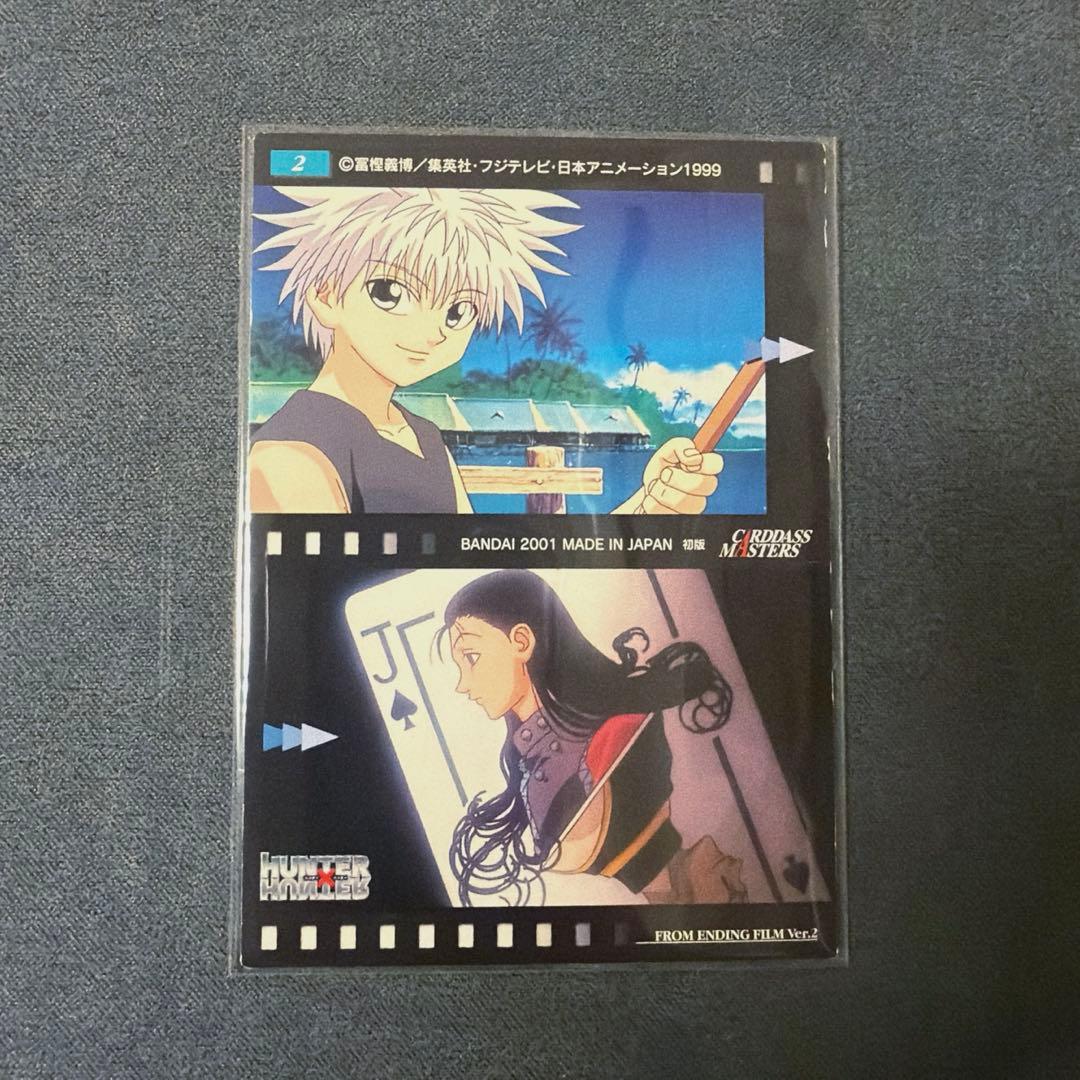 2
©冨樫義博／集英社・フジテレビ・日本アニメーション1999
BANDAI 2001 MADE IN JAPAN 初版
CARDDASS
MASTERS
J
HUNTER
X
HUNTER
FROM ENDING FILM Ver.2